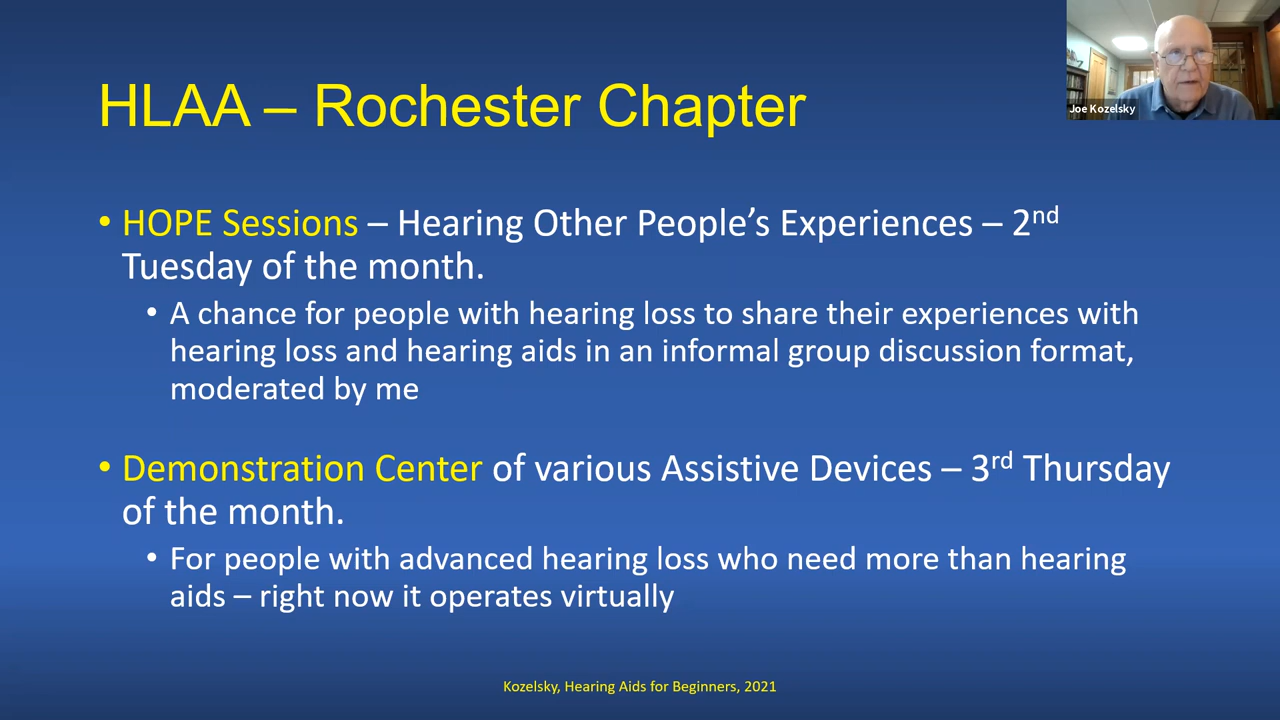 HLAA – Rochester Chapter
Joe Kozelsky
• HOPE Sessions – Hearing Other People’s Experiences – 2nd
Tuesday of the month.
• A chance for people with hearing loss to share their experiences with
hearing loss and hearing aids in an informal group discussion format,
moderated by me
• Demonstration Center of various Assistive Devices – 3rd Thursday
of the month.
• For people with advanced hearing loss who need more than hearing
aids – right now it operates virtually
Kozelsky, Hearing Aids for Beginners, 2021